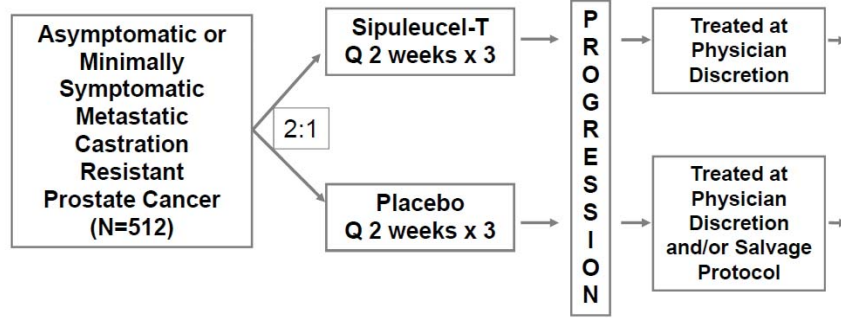 Asymptomatic or
Minimally
Symptomatic
Metastatic
Castration
Resistant
Prostate Cancer
(N=512)
2:1
Sipuleucel-T
Q 2 weeks x 3
Placebo
Q 2 weeks x 3
P
R
O
G
R
E
S
S
I
O
N
Treated at
Physician
Discretion
Treated at
Physician
Discretion
and/or Salvage
Protocol